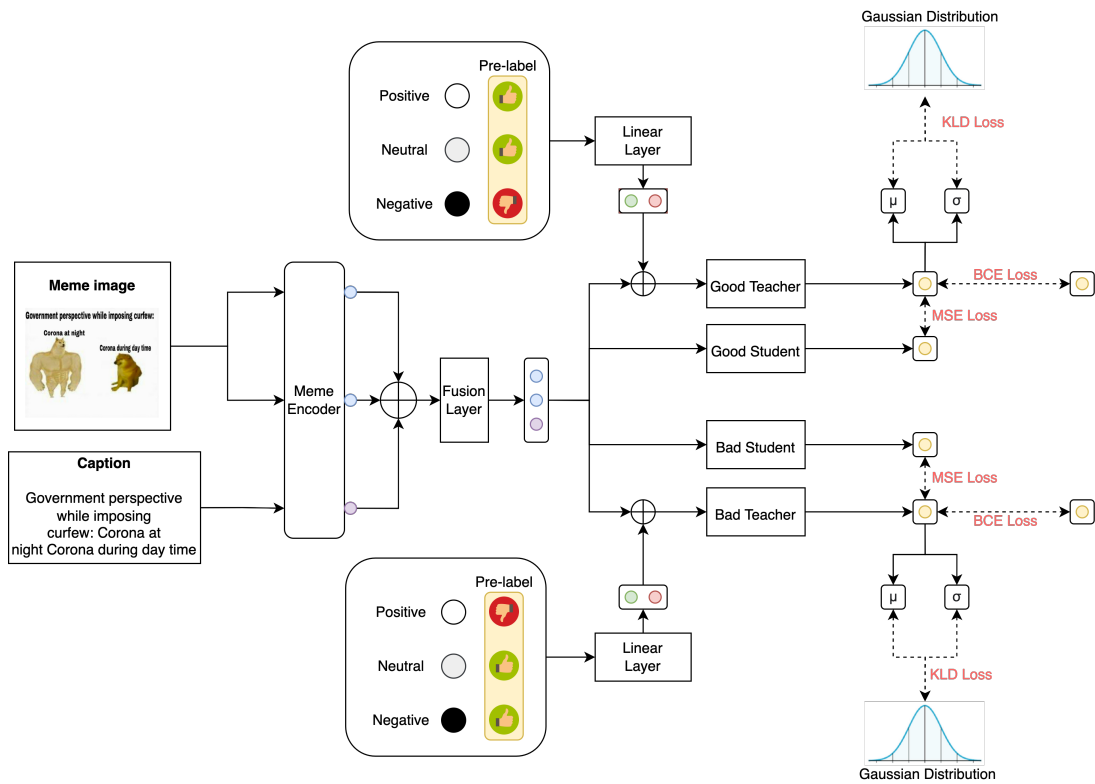 Gaussian Distribution
KLD Loss
μ
σ
Pre-label
Positive
Neutral
Negative
Linear
Layer
Meme image
Government perspective while imposing curfew:
Corona at night
Corona during day time
Caption
Government perspective
while imposing
curfew: Corona at
night Corona during day time
Meme
Encoder
Fusion
Layer
Good Teacher
BCE Loss
MSE Loss
Good Student
Bad Student
MSE Loss
Bad Teacher
BCE Loss
Pre-label
Positive
Neutral
Negative
Linear
Layer
μ
σ
KLD Loss
Gaussian Distribution